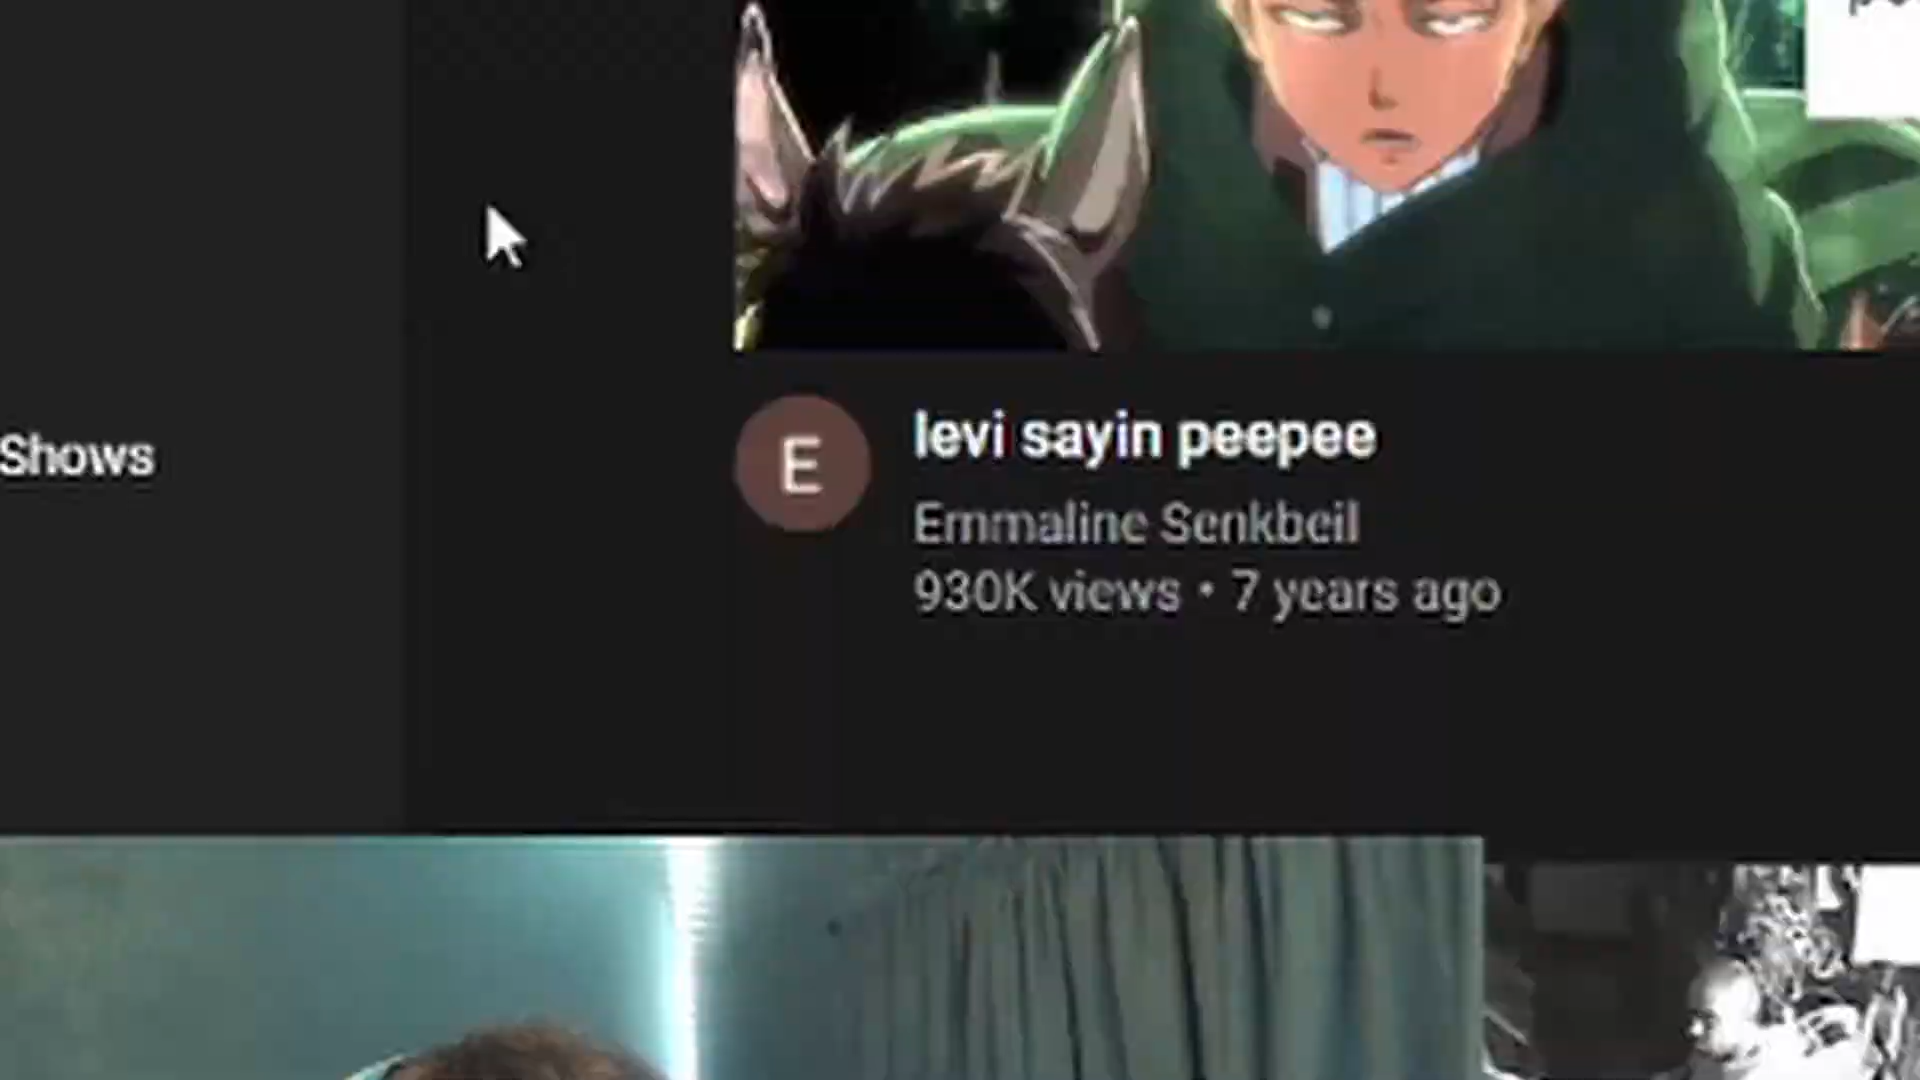 Shows
E
levi sayin peepee
Emmaline Senkbeil
930K views • 7 years ago